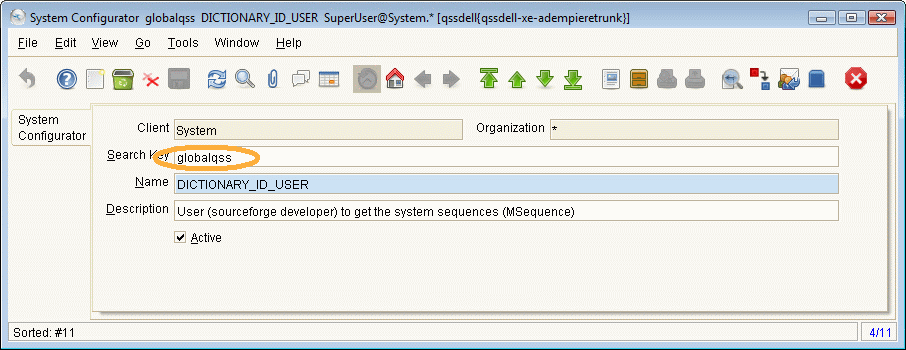 System Configurator  globalqss  DICTIONARY_ID_USER  SuperUser@System.* [qssdell{qssdell-xe-adempieretrunk}]
File Edit View Go Tools Window Help
System Configurator
Client System Organization *
Search Key globalqss
Name DICTIONARY_ID_USER
Description User (sourceforge developer) to get the system sequences (MSequence)
Active
Sorted: #11 4/11